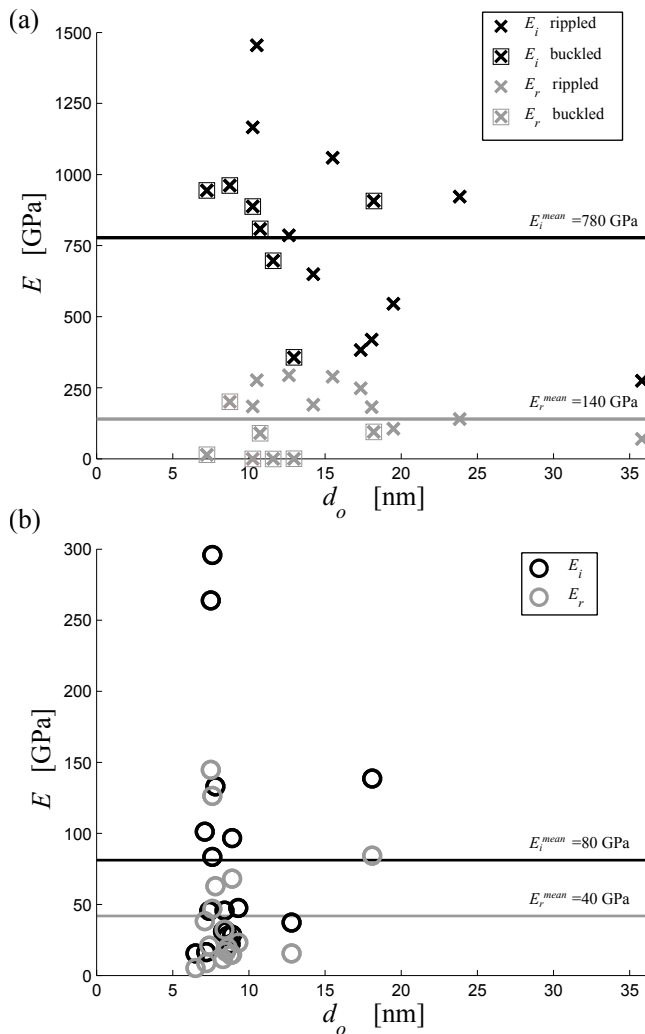 (a)
1500
1250
1000
750
500
250
0
E [GPa]
E_i rippled
E_i buckled
E_r rippled
E_r buckled
E_i^mean =780 GPa
E_r^mean =140 GPa
0 5 10 15 20 25 30 35
d_o [nm]
(b)
300
250
200
150
100
50
0
E [GPa]
E_i
E_r
E_i^mean =80 GPa
E_r^mean =40 GPa
0 5 10 15 20 25 30 35
d_o [nm]